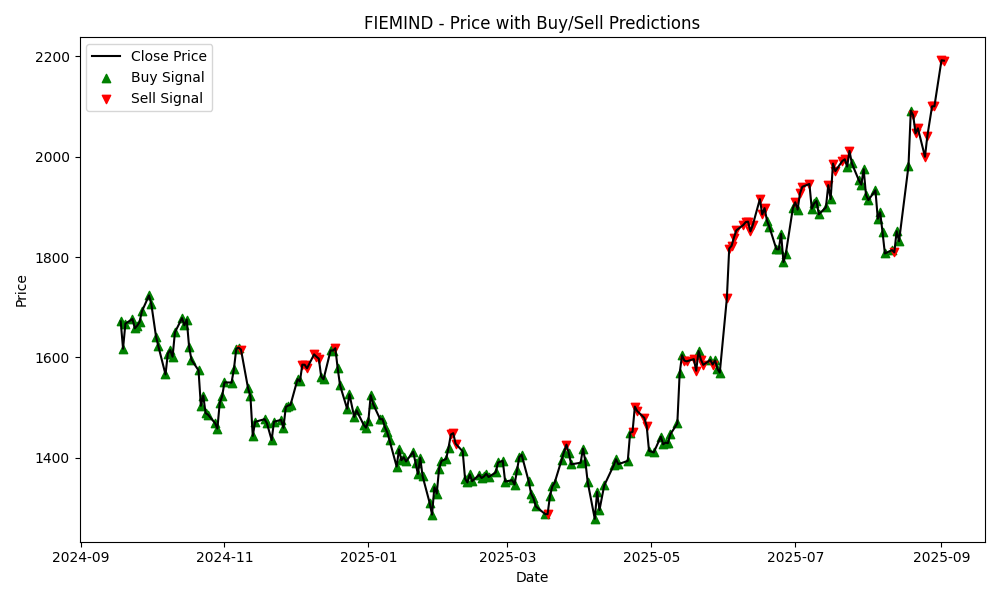 FIEMIND - Price with Buy/Sell Predictions
Close Price
Buy Signal
Sell Signal
2200
2000
1800
1600
1400
Price
2024-09
2024-11
2025-01
2025-03
2025-05
2025-07
2025-09
Date